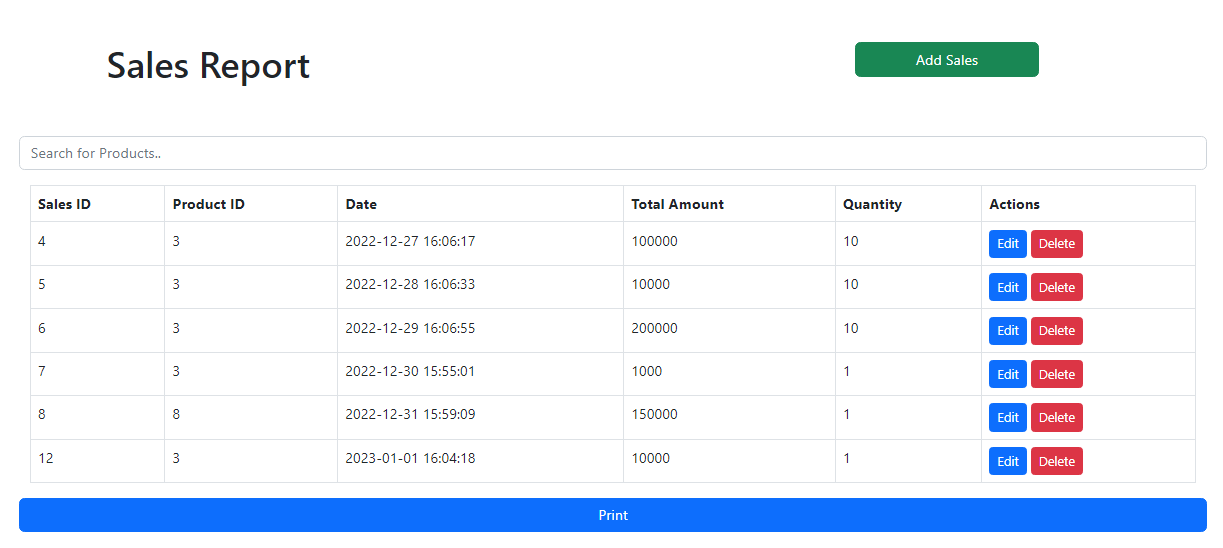 Sales Report
Add Sales
Search for Products..
Sales ID Product ID Date Total Amount Quantity Actions
4 3 2022-12-27 16:06:17 100000 10 Edit Delete
5 3 2022-12-28 16:06:33 10000 10 Edit Delete
6 3 2022-12-29 16:06:55 200000 10 Edit Delete
7 3 2022-12-30 15:55:01 1000 1 Edit Delete
8 8 2022-12-31 15:59:09 150000 1 Edit Delete
12 3 2023-01-01 16:04:18 10000 1 Edit Delete
Print